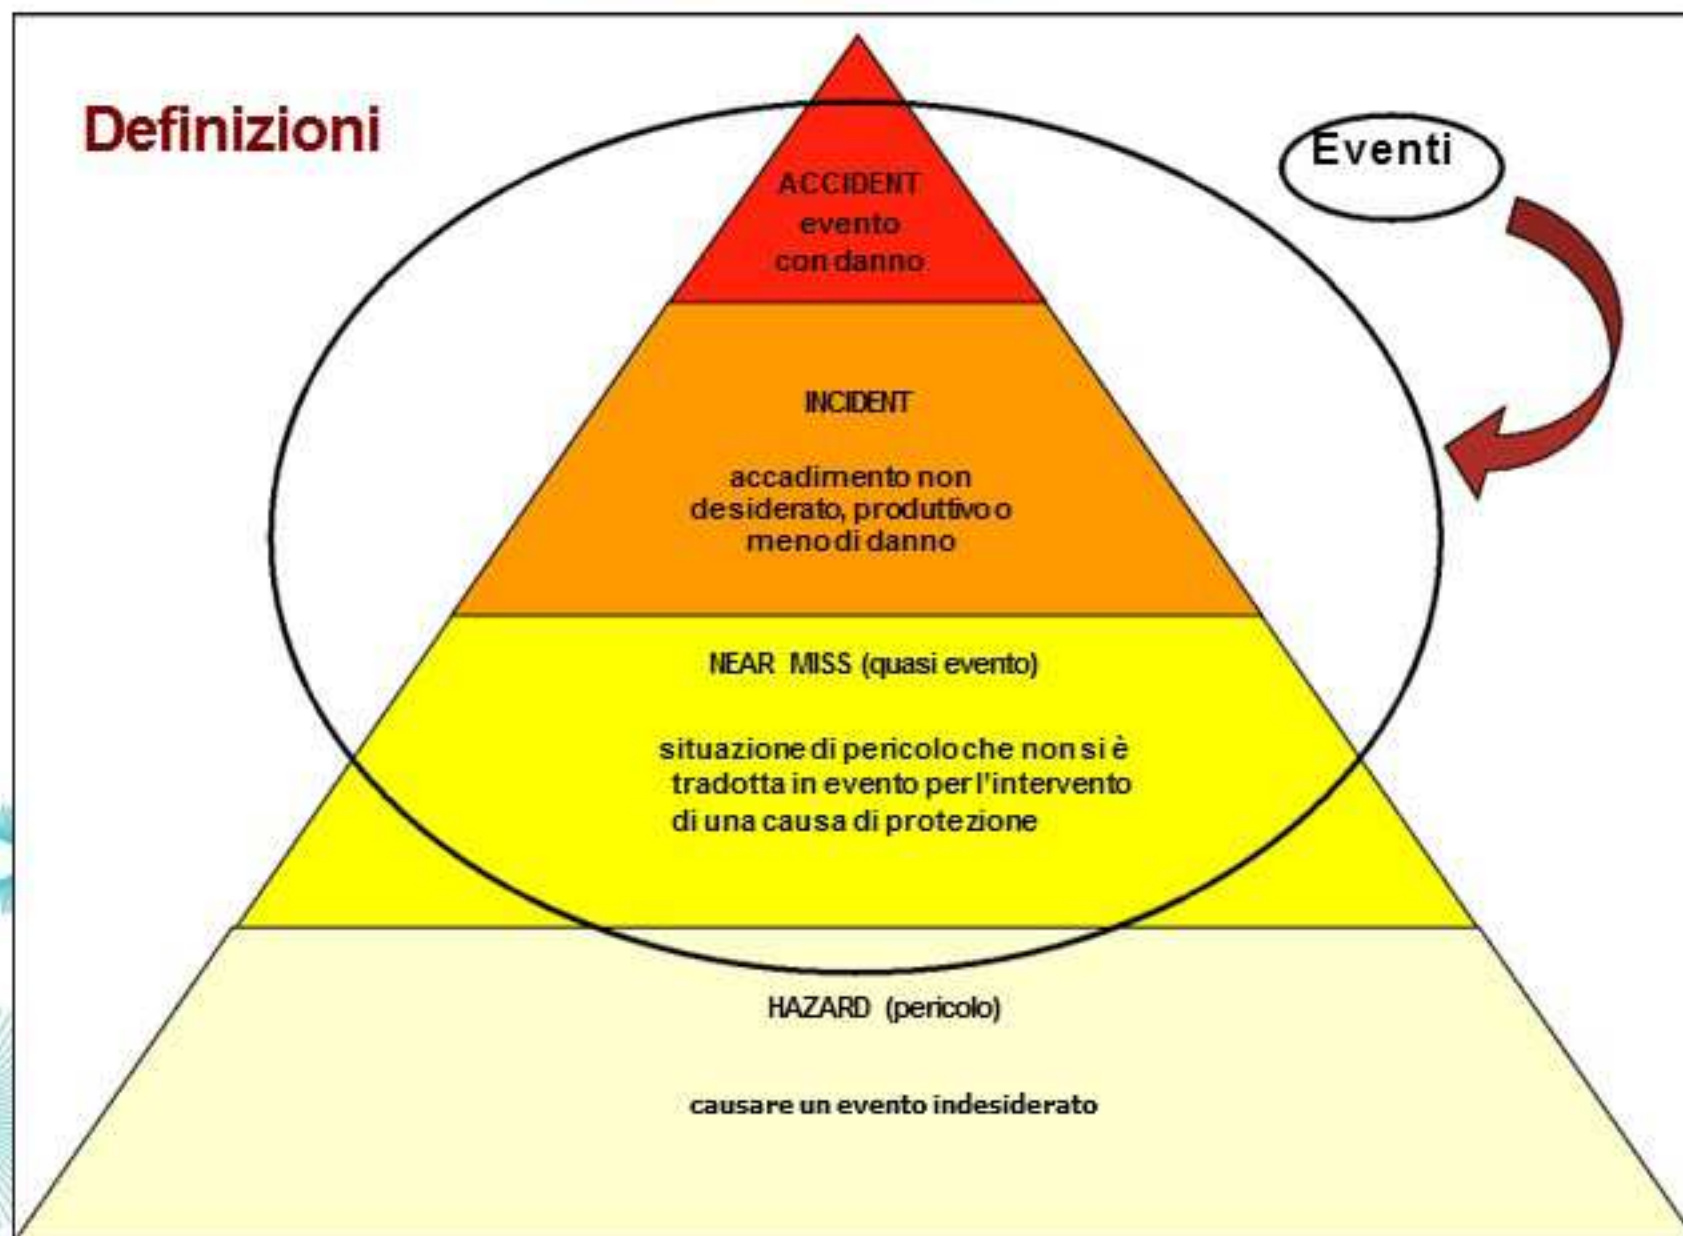 Definizioni
Eventi
ACCIDENT
evento
con danno
INCIDENT
accadimento non
desiderato, produttivo o
meno di danno
NEAR MISS (quasi evento)
situazione di pericolo che non si è
tradotta in evento per l'intervento
di una causa di protezione
HAZARD (pericolo)
causare un evento indesiderato